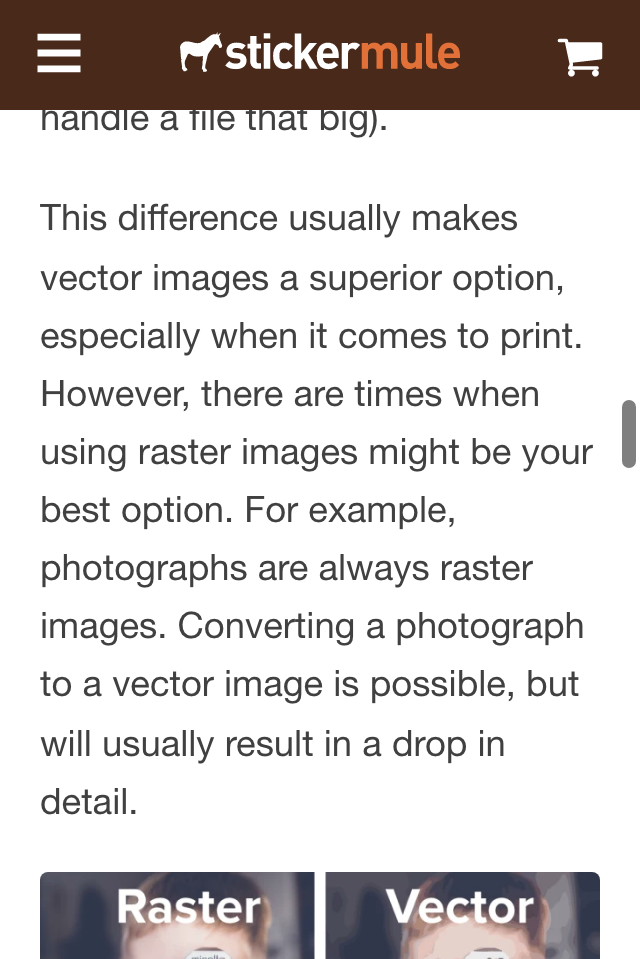 stickermule
handle a file that big).
This difference usually makes
vector images a superior option,
especially when it comes to print.
However, there are times when
using raster images might be your
best option. For example,
photographs are always raster
images. Converting a photograph
to a vector image is possible, but
will usually result in a drop in
detail.
Raster
Vector